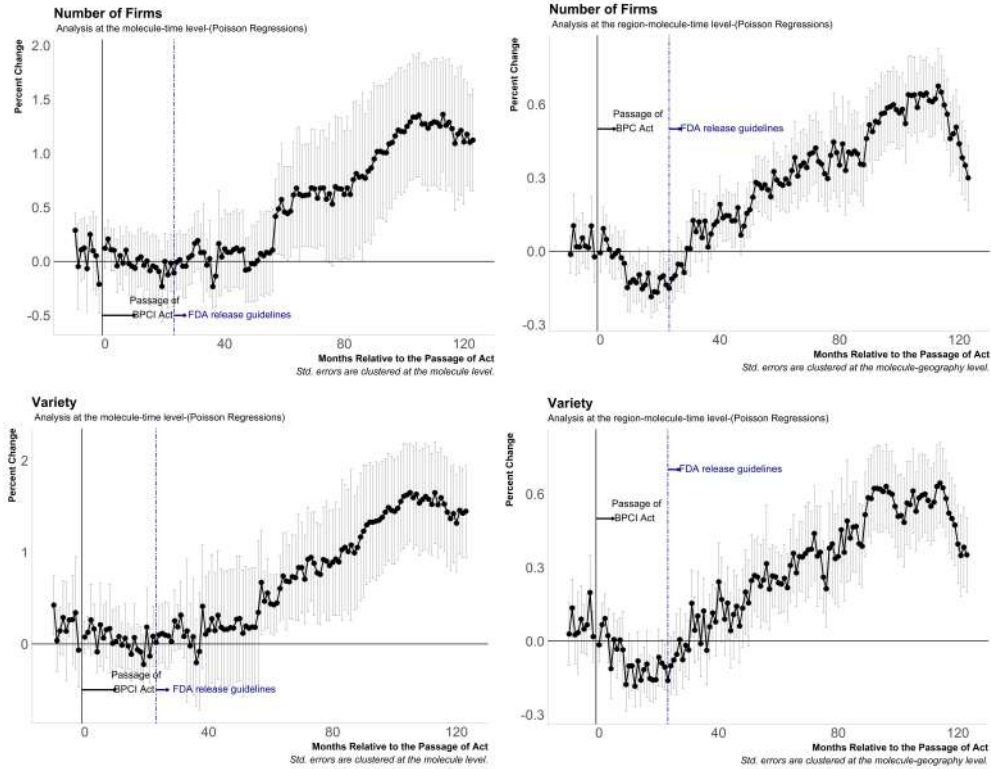 Number of Firms
Analysis at the molecule-time level-(Poisson Regressions)
Percent Change
2.0
1.5
1.0
0.5
0.0
-0.5
Passage of
BPCI Act
FDA release guidelines
0
40
80
120
Months Relative to the Passage of Act
Std. errors are clustered at the molecule level.
Number of Firms
Analysis at the region-molecule-time level-(Poisson Regressions)
Percent Change
0.6
0.3
0.0
-0.3
Passage of
BPC Act
FDA release guidelines
0
40
80
120
Months Relative to the Passage of Act
Std. errors are clustered at the molecule-geography level.
Variety
Analysis at the molecule-time level-(Poisson Regressions)
Percent Change
2
1
0
Passage of
BPCI Act
FDA release guidelines
0
40
80
120
Months Relative to the Passage of Act
Std. errors are clustered at the molecule level.
Variety
Analysis at the region-molecule-time level-(Poisson Regressions)
Percent Change
0.6
0.3
0.0
-0.3
FDA release guidelines
Passage of
BPCI Act
0
40
80
120
Months Relative to the Passage of Act
Std. errors are clustered at the molecule-geography level.